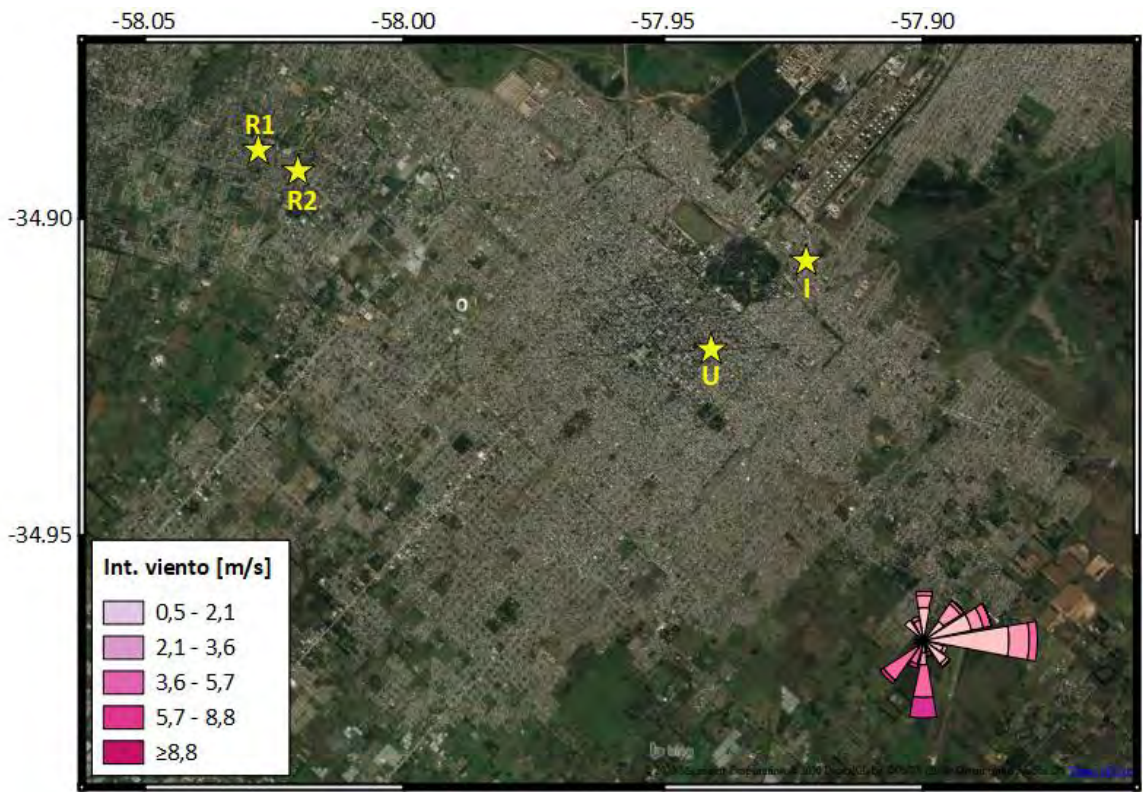 -58.05 -58.00 -57.95 -57.90
R1
R2
-34.90
I
U
-34.95
Int. viento [m/s]
0,5 - 2,1
2,1 - 3,6
3,6 - 5,7
5,7 - 8,8
≥8,8